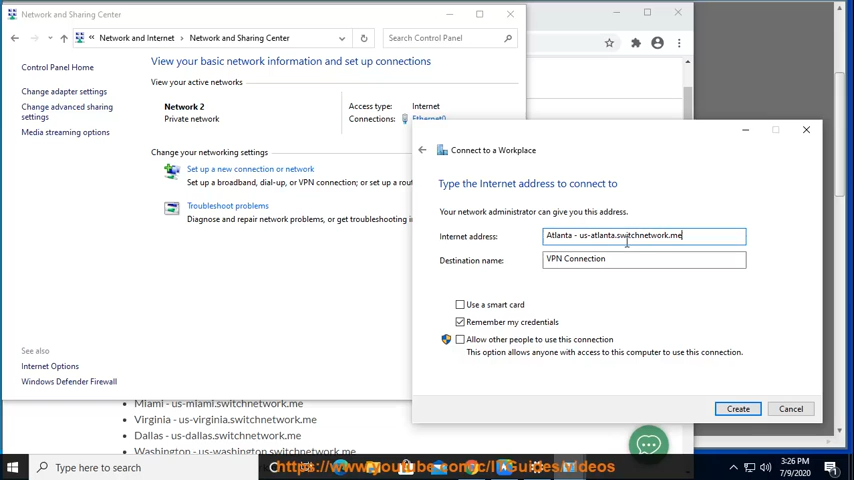 Network and Sharing Center
Network and Internet
Network and Sharing Center
Search Control Panel
Control Panel Home
Change adapter settings
Change advanced sharing
settings
Media streaming options
View your basic network information and set up connections
View your active networks
Network 2
Private network
Access type:
Internet
Connections:
Ethernet0
Change your networking settings
Set up a new connection or network
Set up a broadband, dial-up, or VPN connection; or set up a rou
Troubleshoot problems
Diagnose and repair network problems, or get troubleshooting i
See also
Internet Options
Windows Defender Firewall
Connect to a Workplace
Type the Internet address to connect to
Your network administrator can give you this address.
Internet address:
Atlanta - us-atlanta.switchnetwork.me
Destination name:
VPN Connection
Use a smart card
Remember my credentials
Allow other people to use this connection
This option allows anyone with access to this computer to use this connection.
Create
Cancel
Miami - us-miami.switchnetwork.me
Virginia - us-virginia.switchnetwork.me
Dallas - us-dallas.switchnetwork.me
Washington - us-washington.switchnetwork.me
Type here to search
3:26 PM
7/9/2020